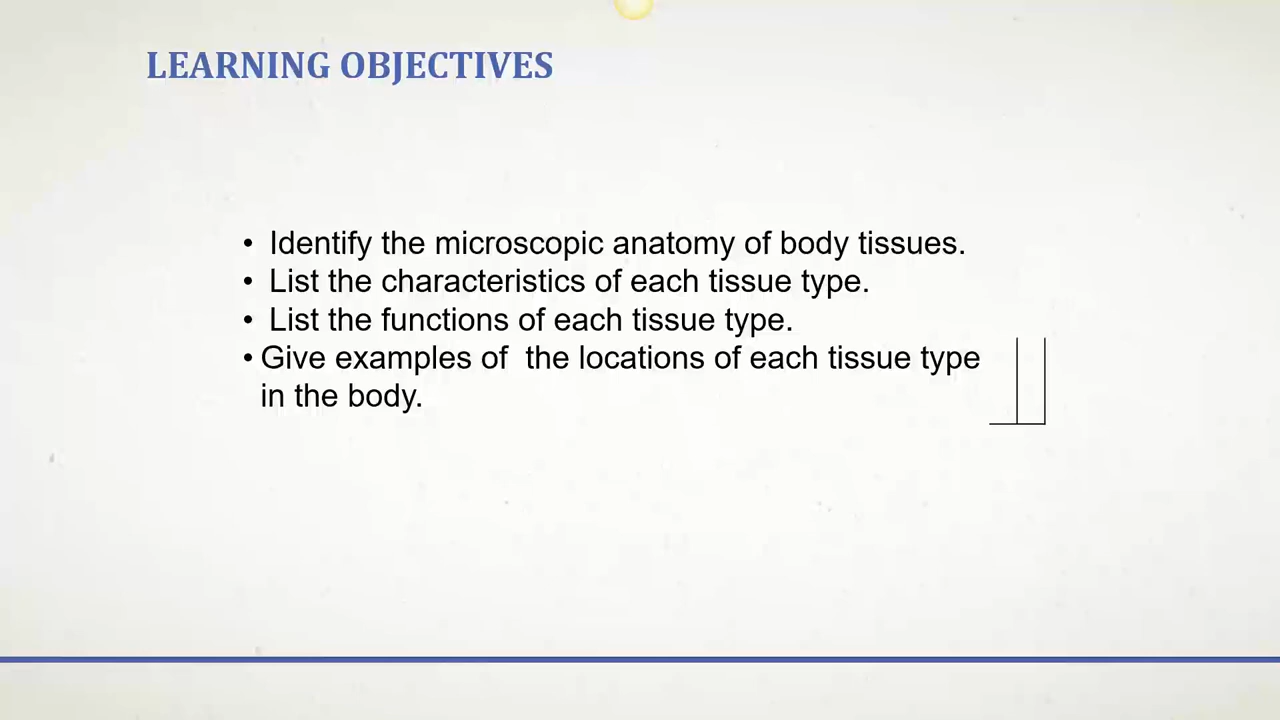 LEARNING OBJECTIVES
• Identify the microscopic anatomy of body tissues.
• List the characteristics of each tissue type.
• List the functions of each tissue type.
• Give examples of  the locations of each tissue type
in the body.